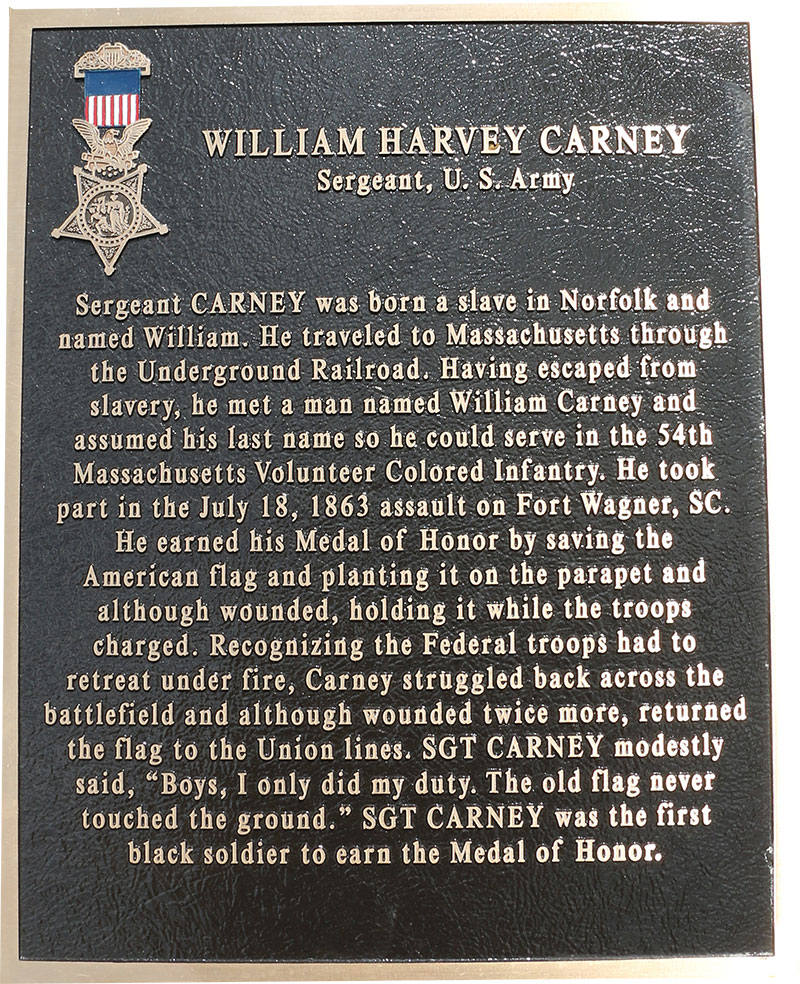 WILLIAM HARVEY CARNEY
Sergeant, U. S. Army
Sergeant CARNEY was born a slave in Norfolk and
named William. He traveled to Massachusetts through
the Underground Railroad. Having escaped from
slavery, he met a man named William Carney and
assumed his last name so he could serve in the 54th
Massachusetts Volunteer Colored Infantry. He took
part in the July 18, 1863 assault on Fort Wagner, SC.
He earned his Medal of Honor by saving the
American flag and planting it on the parapet and
although wounded, holding it while the troops
charged. Recognizing the Federal troops had to
retreat under fire, Carney struggled back across the
battlefield and although wounded twice more, returned
the flag to the Union lines. SGT CARNEY modestly
said, “Boys, I only did my duty. The old flag never
touched the ground.” SGT CARNEY was the first
black soldier to earn the Medal of Honor.